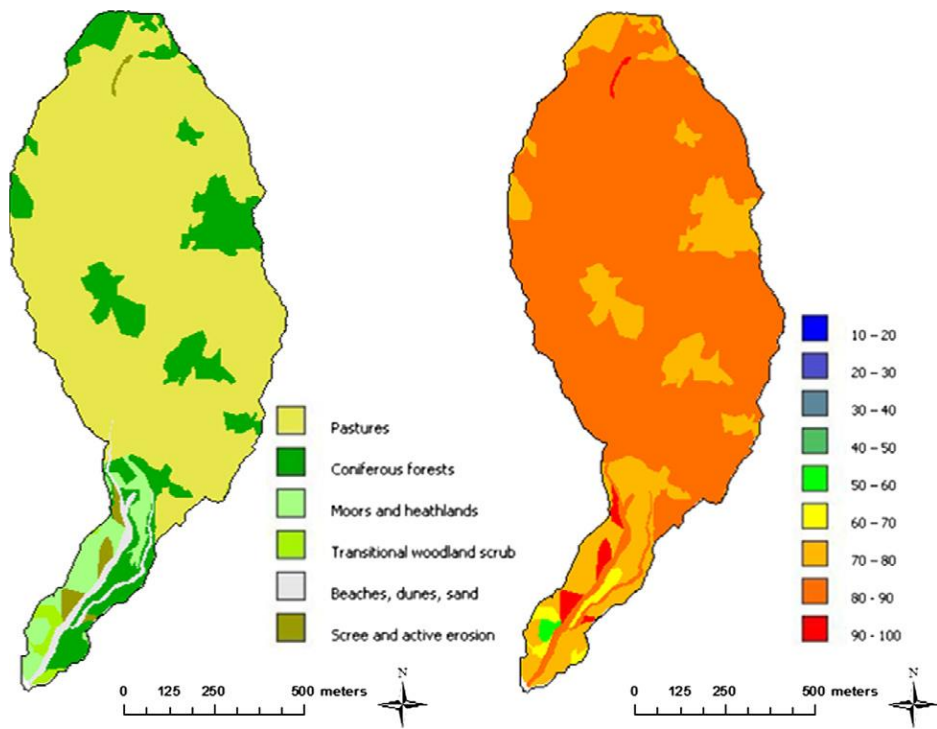 Pastures
Coniferous forests
Moors and heathlands
Transitional woodland scrub
Beaches, dunes, sand
Scree and active erosion
N
0 125 250 500 meters
10 – 20
20 – 30
30 – 40
40 – 50
50 – 60
60 – 70
70 – 80
80 - 90
90 - 100
N
0 125 250 500 meters